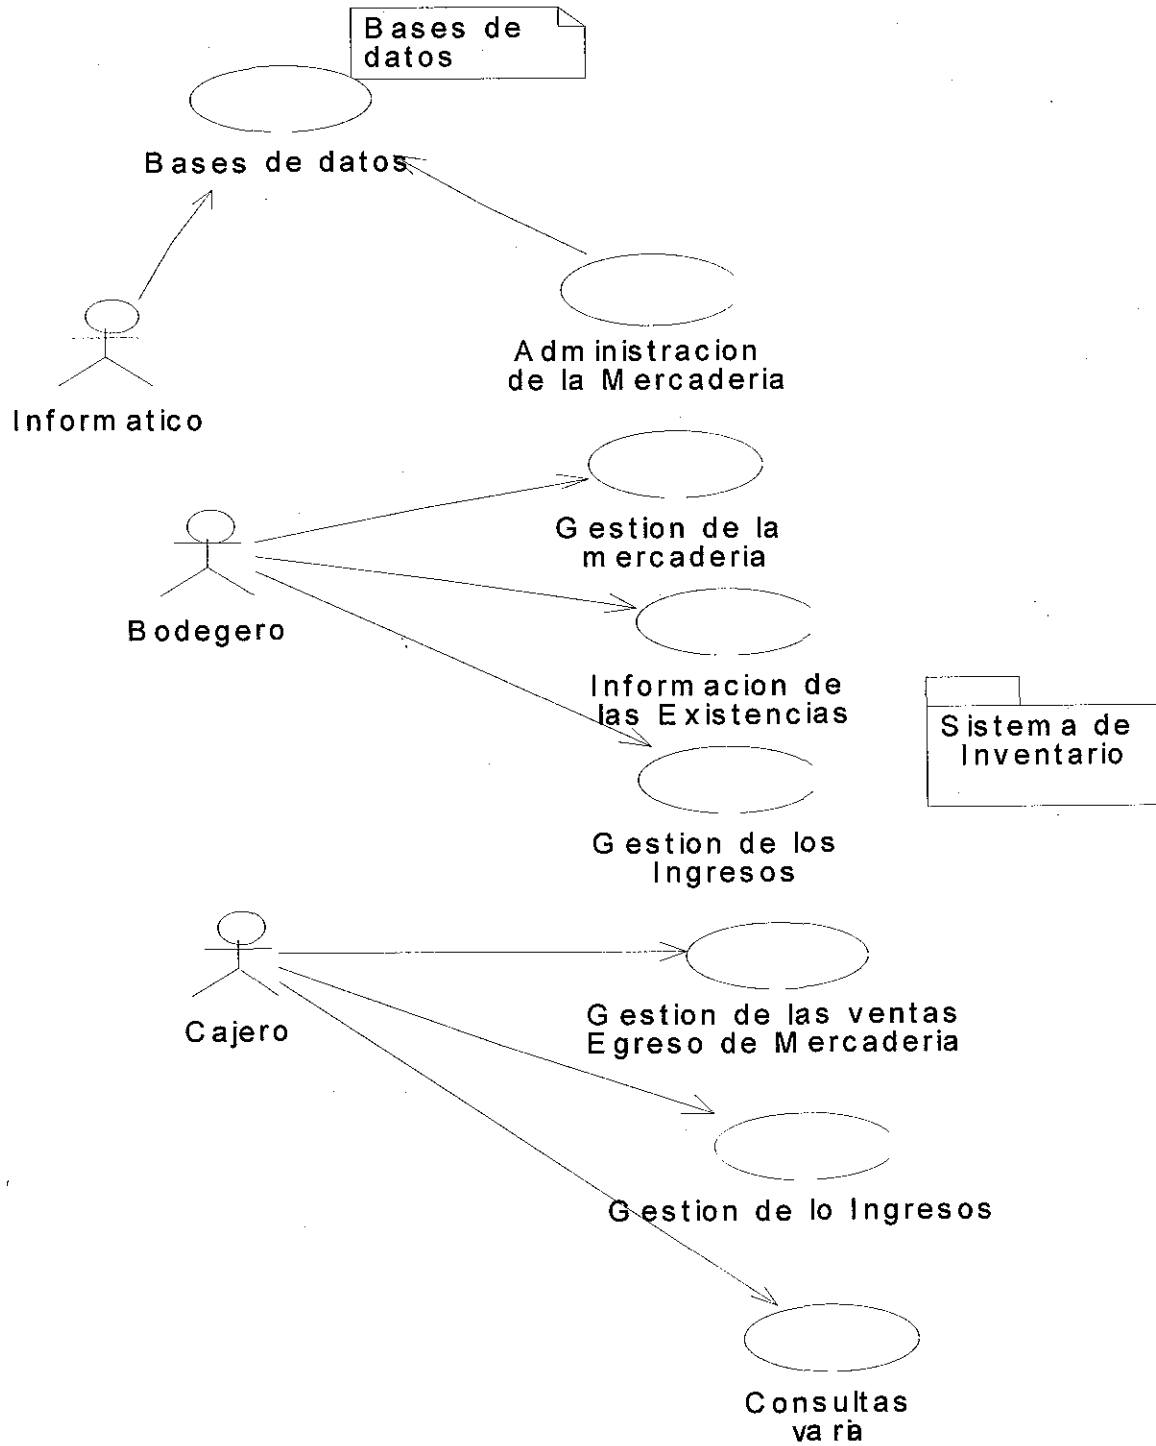 Bases de
datos
Bases de datos
Administracion
de la Mercaderia
Informatico
Gestion de la
mercaderia
Bodegero
Informacion de
las Existencias
Sistema de
Inventario
Gestion de los
Ingresos
Cajero
Gestion de las ventas
Egreso de Mercaderia
Gestion de lo Ingresos
Consultas
varia